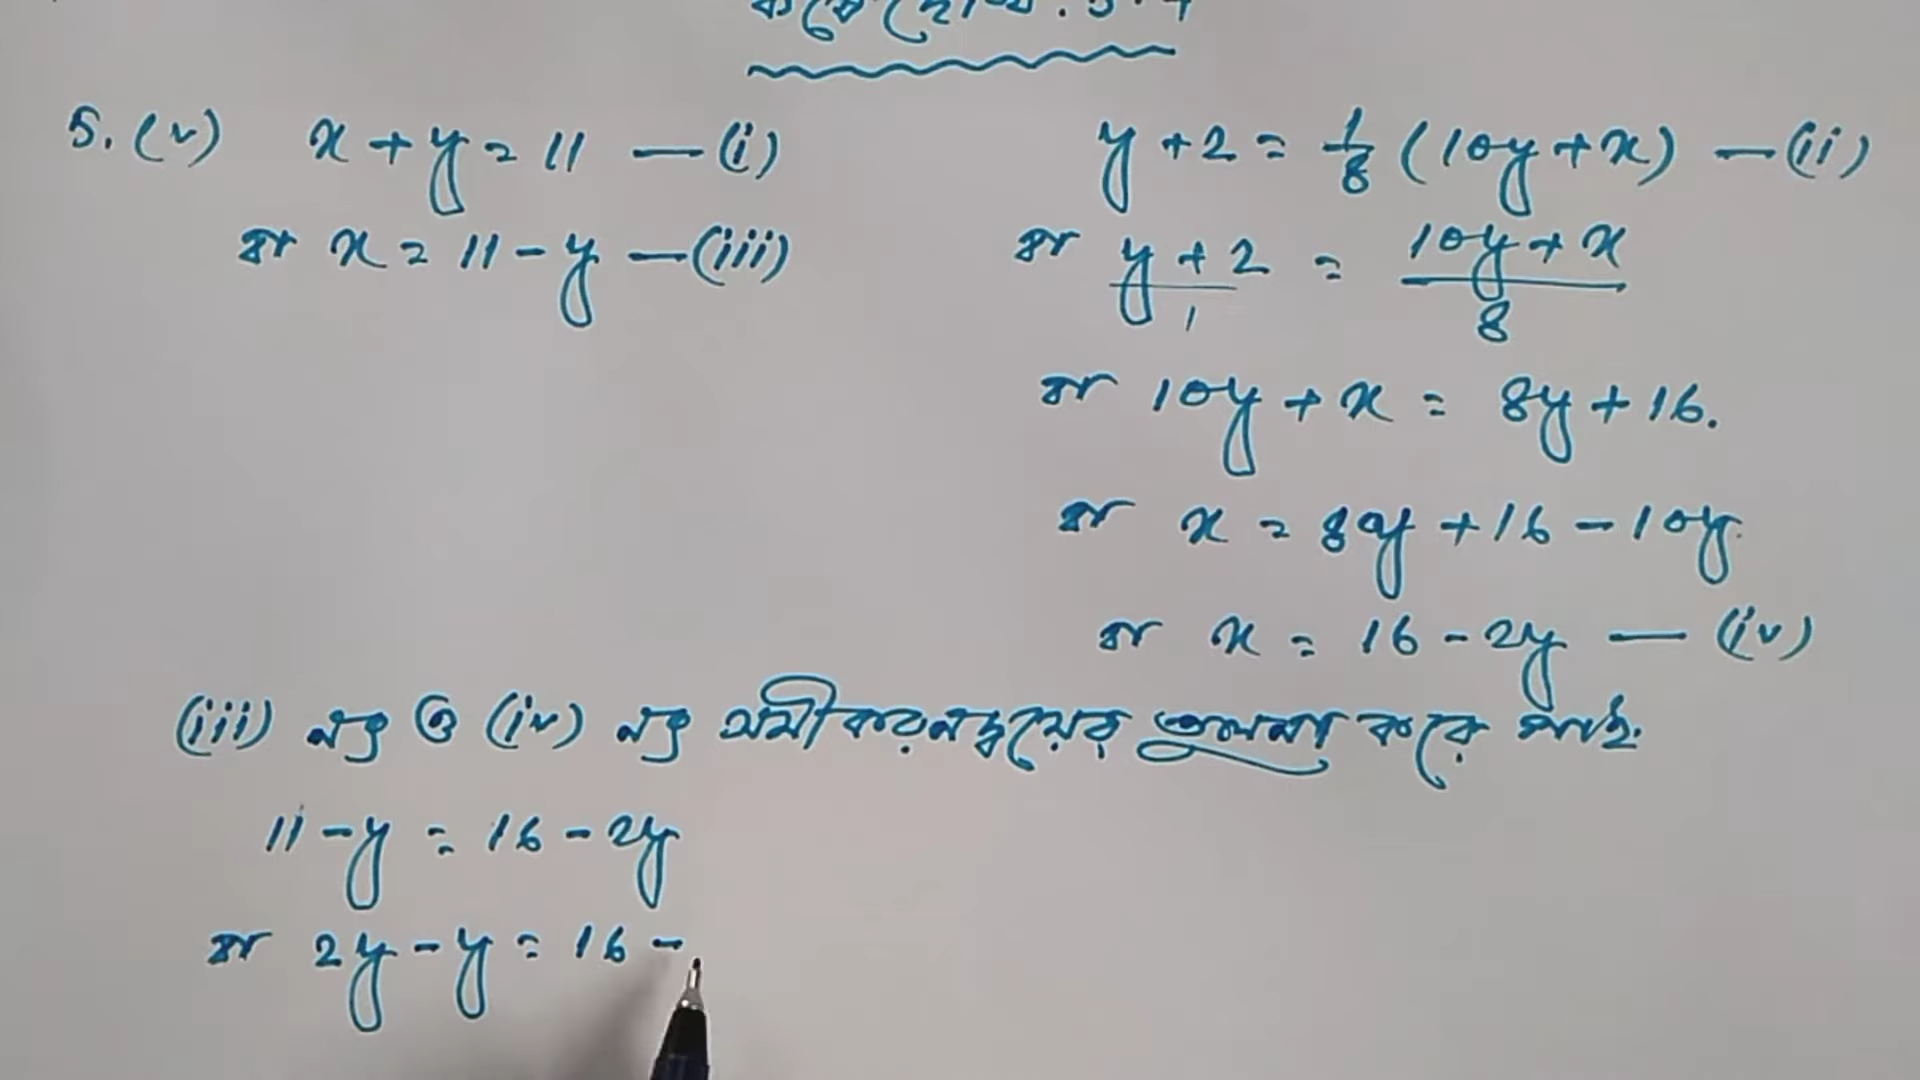 5. (v) x + y = 11 — (i)
বা x = 11 - y — (iii)
y + 2 = 1/8 (10y + x) — (ii)
বা (y + 2)/1 = (10y + x)/8
বা 10y + x = 8y + 16.
বা x = 8y + 16 - 10y.
বা x = 16 - 2y — (iv)
(iii) নং ও (iv) নং সমীকরনদ্বয়ের তুলনা করে পাই.
11 - y = 16 - 2y
বা 2y - y = 16 -